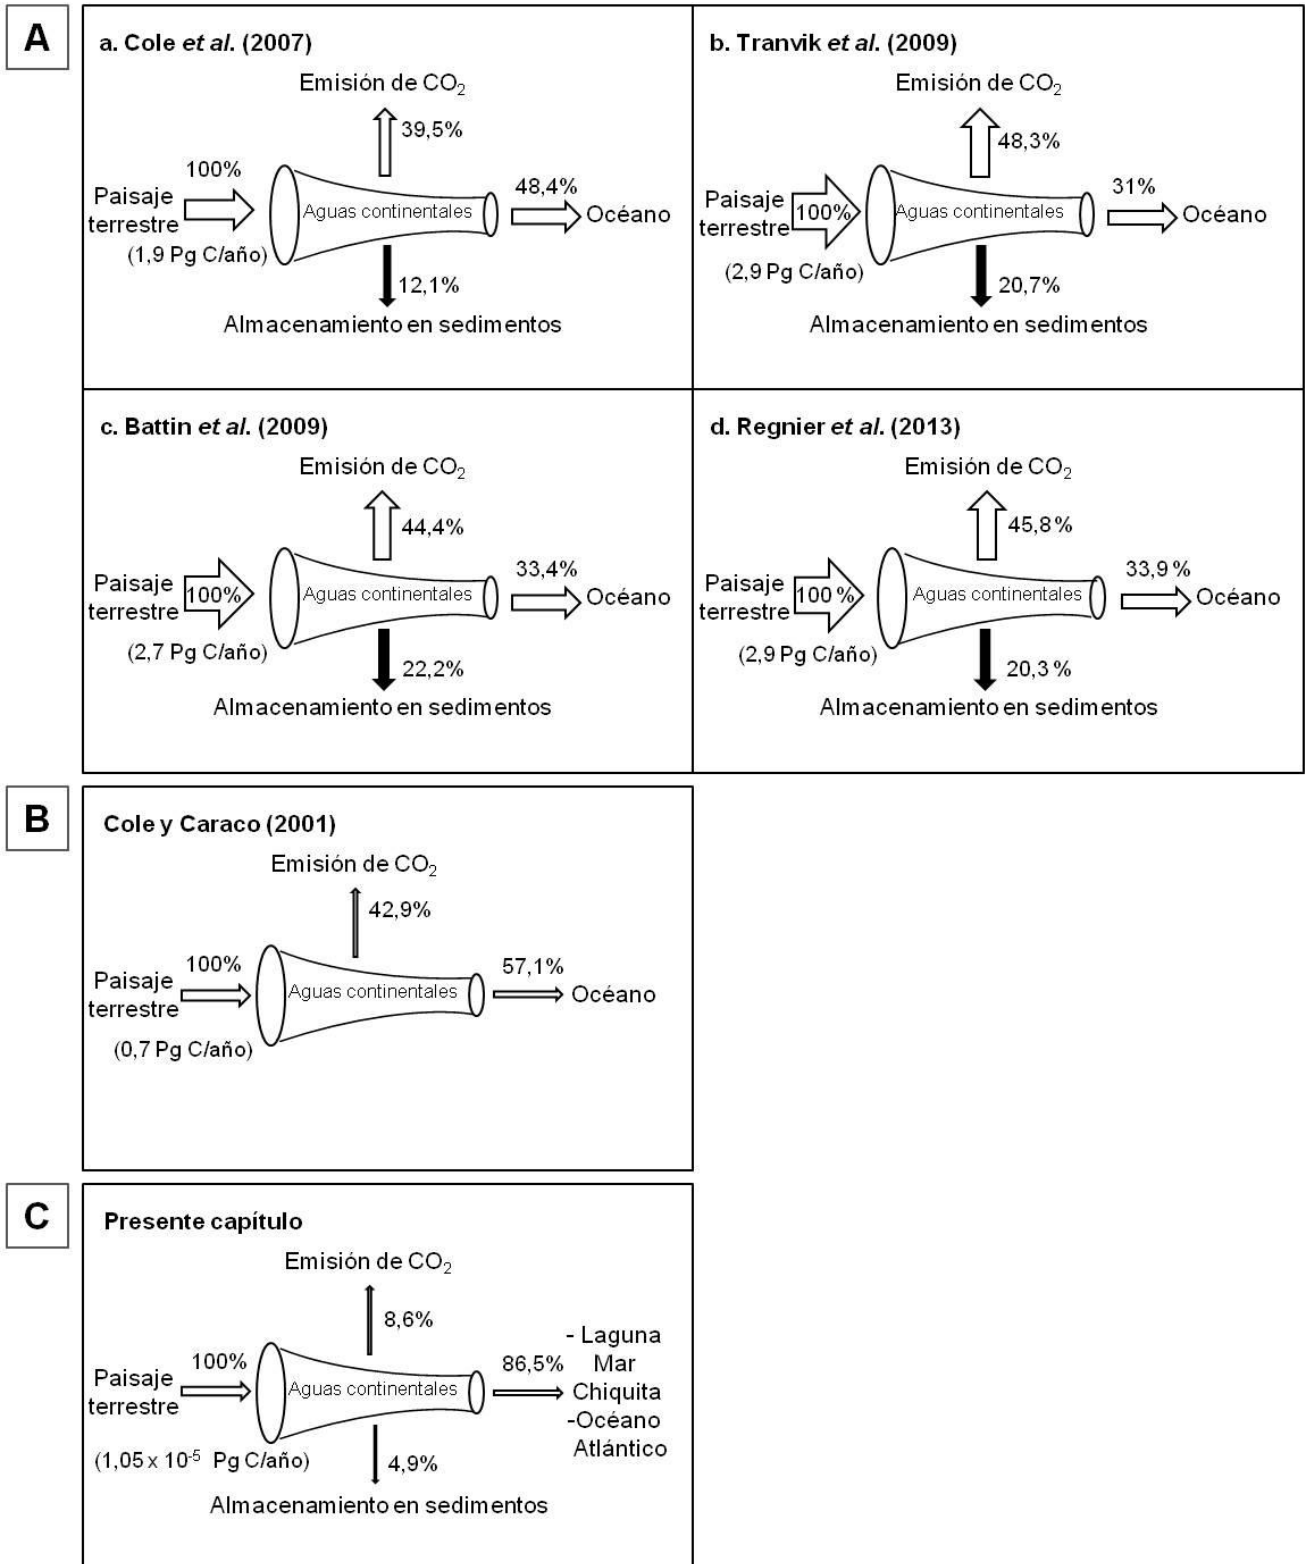 A
a. Cole et al. (2007)
Emisión de CO2
39,5%
100%
Paisaje
terrestre
(1,9 Pg C/año)
Aguas continentales
48,4%
Océano
12,1%
Almacenamiento en sedimentos
b. Tranvik et al. (2009)
Emisión de CO2
48,3%
Paisaje
terrestre
100%
(2,9 Pg C/año)
Aguas continentales
31%
Océano
20,7%
Almacenamiento en sedimentos
c. Battin et al. (2009)
Emisión de CO2
44,4%
Paisaje
terrestre
100%
(2,7 Pg C/año)
Aguas continentales
33,4%
Océano
22,2%
Almacenamiento en sedimentos
d. Regnier et al. (2013)
Emisión de CO2
45,8%
Paisaje
terrestre
100 %
(2,9 Pg C/año)
Aguas continentales
33,9 %
Océano
20,3 %
Almacenamiento en sedimentos
B
Cole y Caraco (2001)
Emisión de CO2
42,9%
100%
Paisaje
terrestre
(0,7 Pg C/año)
Aguas continentales
57,1%
Océano
C
Presente capítulo
Emisión de CO2
8,6%
100%
Paisaje
terrestre
(1,05 x 10-5 Pg C/año)
Aguas continentales
86,5%
- Laguna
Mar
Chiquita
-Océano
Atlántico
4,9%
Almacenamiento en sedimentos